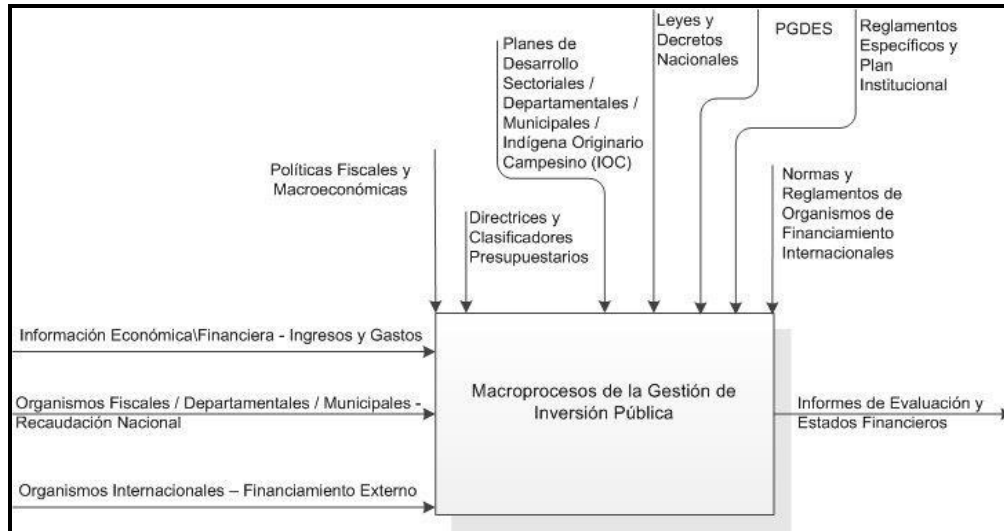 Leyes y
Decretos
Nacionales
PGDES
Reglamentos
Específicos y
Plan
Institucional
Planes de
Desarrollo
Sectoriales /
Departamentales /
Municipales /
Indígena Originario
Campesino (IOC)
Políticas Fiscales y
Macroeconómicas
Directrices y
Clasificadores
Presupuestarios
Normas y
Reglamentos de
Organismos de
Financiamiento
Internacionales
Información Económica\Financiera - Ingresos y Gastos
Organismos Fiscales / Departamentales / Municipales -
Recaudación Nacional
Organismos Internacionales – Financiamiento Externo
Macroprocesos de la Gestión de
Inversión Pública
Informes de Evaluación y
Estados Financieros